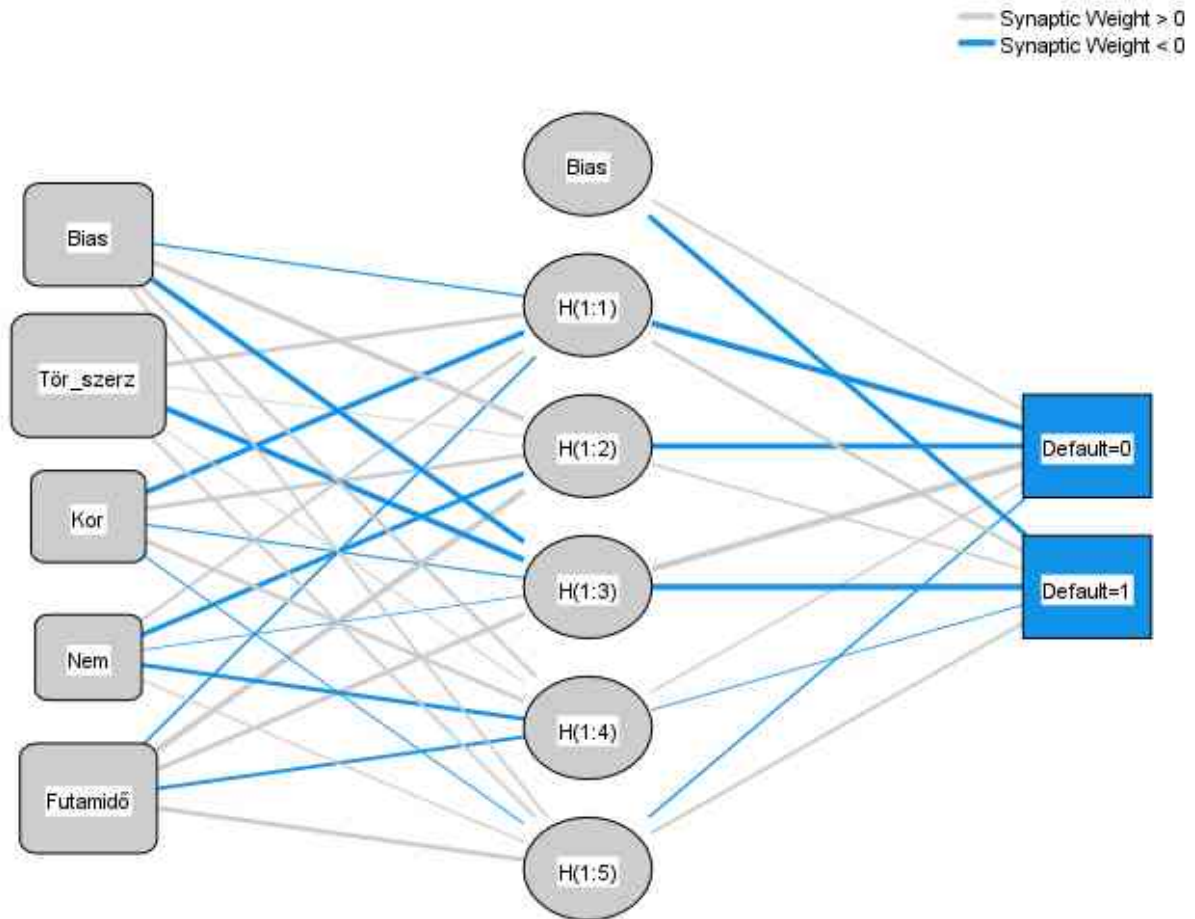 Synaptic Weight > 0
Synaptic Weight < 0
Bias
Bias
H(1:1)
Tör_szerz
H(1:2)
Default=0
Kor
H(1:3)
Default=1
Nem
H(1:4)
Futamidő
H(1:5)